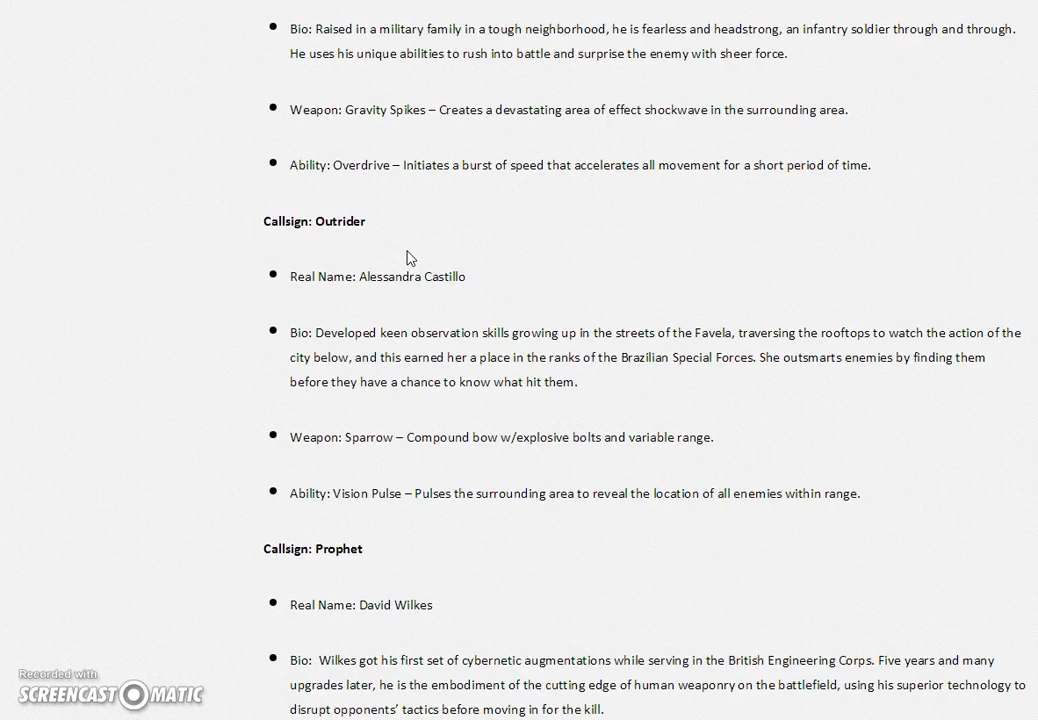 Bio: Raised in a military family in a tough neighborhood, he is fearless and headstrong, an infantry soldier through and through.
He uses his unique abilities to rush into battle and surprise the enemy with sheer force.
Weapon: Gravity Spikes – Creates a devastating area of effect shockwave in the surrounding area.
Ability: Overdrive – Initiates a burst of speed that accelerates all movement for a short period of time.
Callsign: Outrider
Real Name: Alessandra Castillo
Bio: Developed keen observation skills growing up in the streets of the Favela, traversing the rooftops to watch the action of the
city below, and this earned her a place in the ranks of the Brazilian Special Forces. She outsmarts enemies by finding them
before they have a chance to know what hit them.
Weapon: Sparrow – Compound bow w/explosive bolts and variable range.
Ability: Vision Pulse – Pulses the surrounding area to reveal the location of all enemies within range.
Callsign: Prophet
Real Name: David Wilkes
Bio:  Wilkes got his first set of cybernetic augmentations while serving in the British Engineering Corps. Five years and many
upgrades later, he is the embodiment of the cutting edge of human weaponry on the battlefield, using his superior technology to
disrupt opponents’ tactics before moving in for the kill.
Recorded with
SCREENCAST-O-MATIC